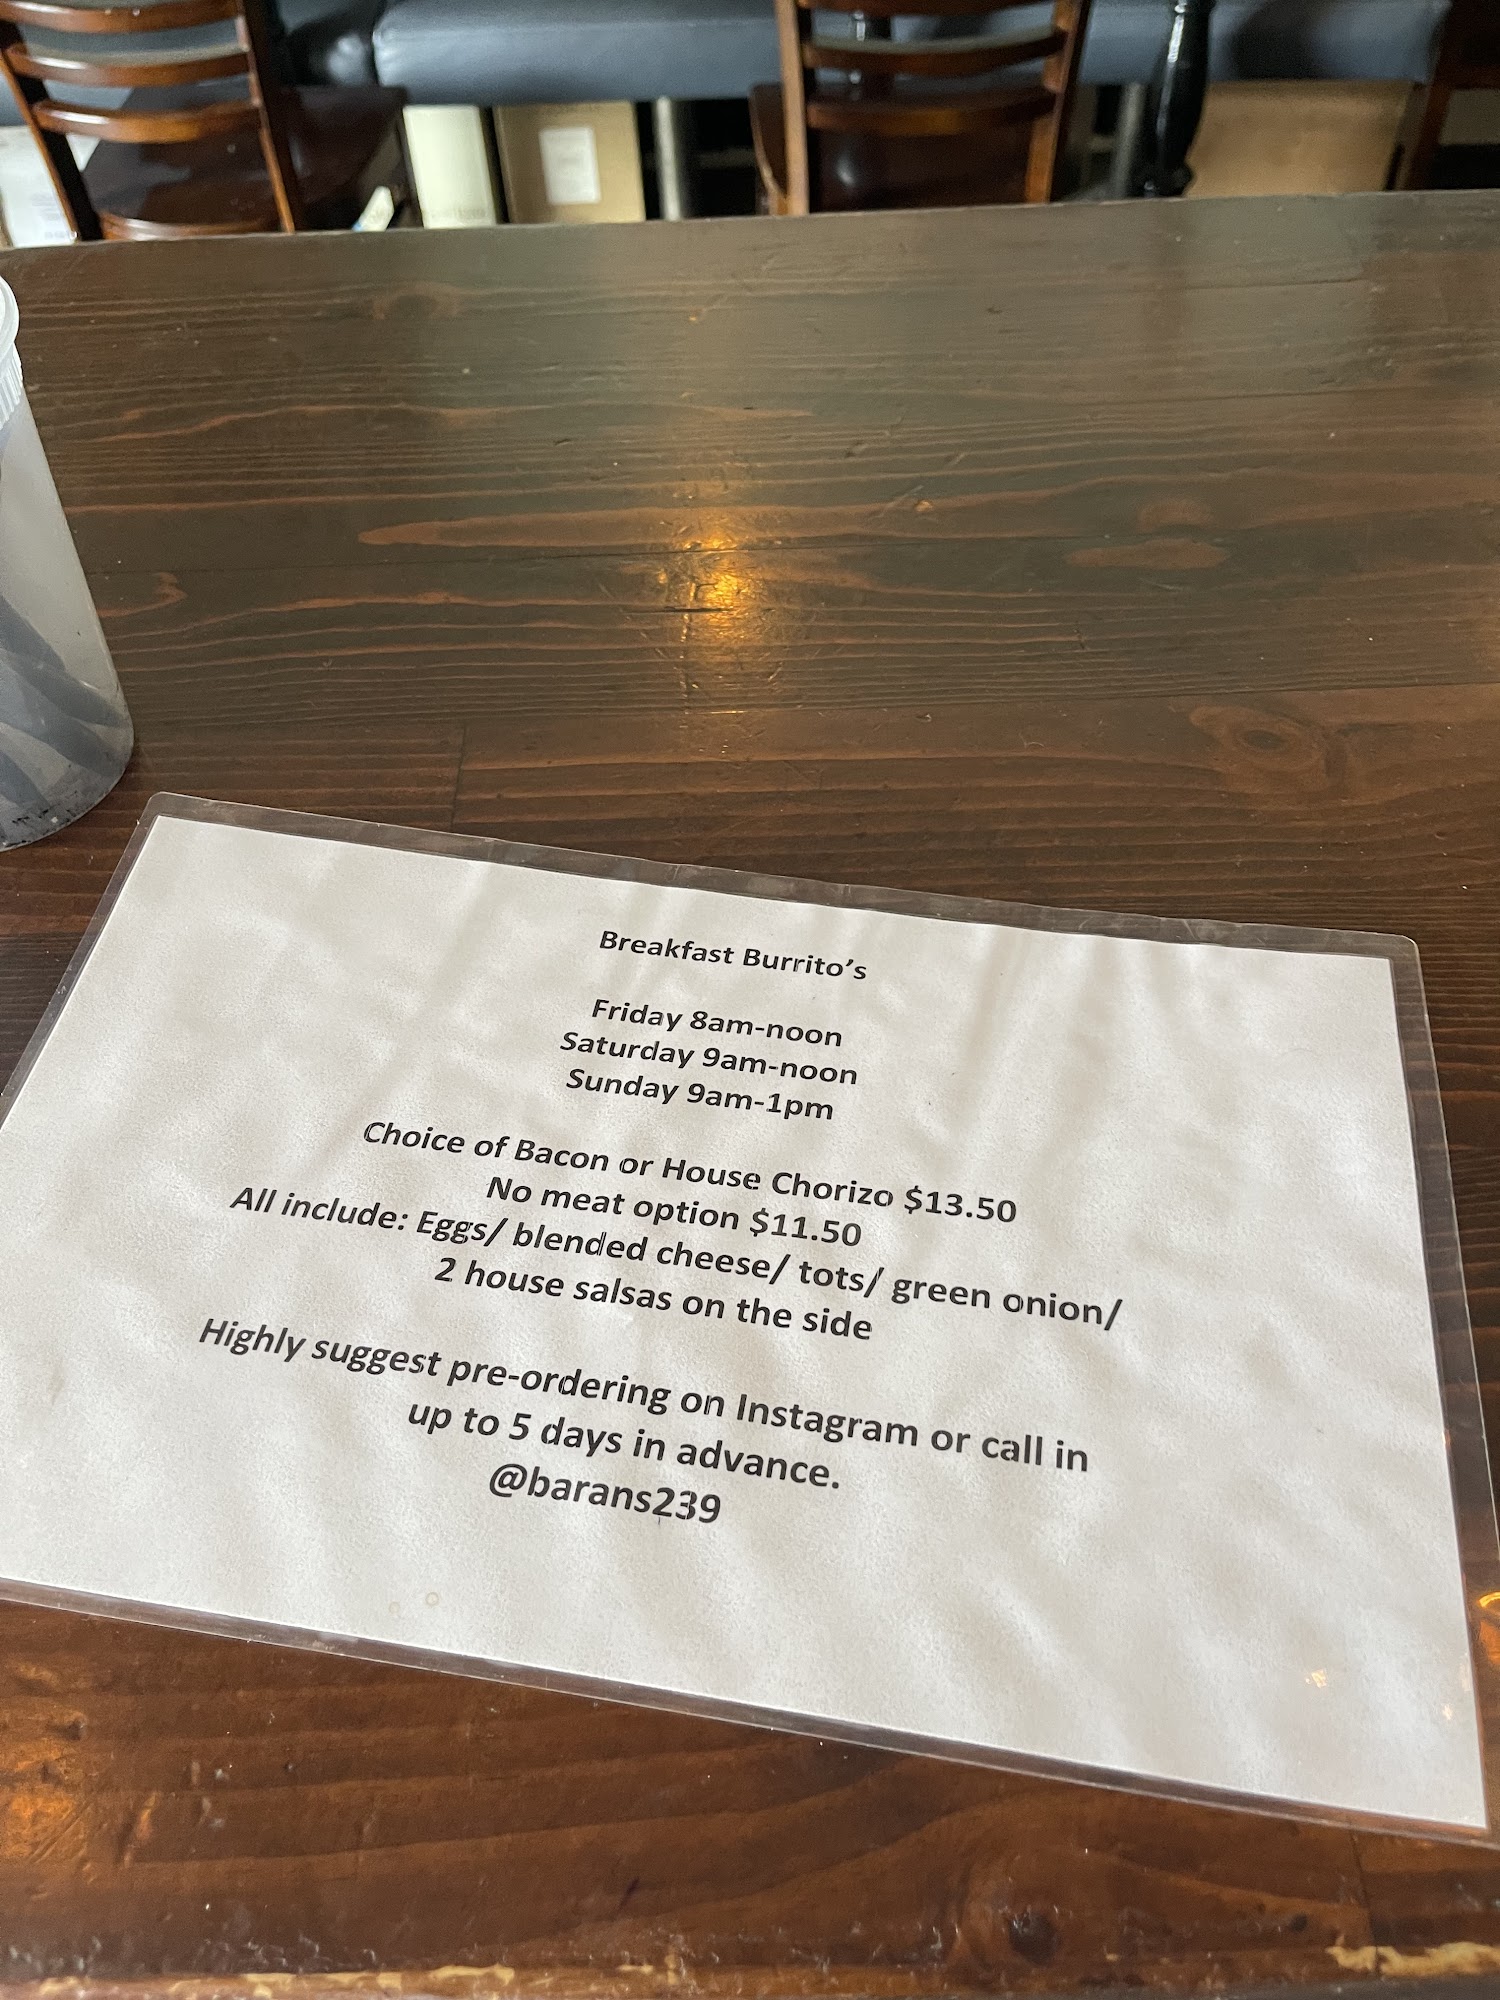 Breakfast Burrito's
Friday 8am-noon
Saturday 9am-noon
Sunday 9am-1pm
Choice of Bacon or House Chorizo $13.50
No meat option $11.50
All include: Eggs/ blended cheese/ tots/ green onion/
2 house salsas on the side
Highly suggest pre-ordering on Instagram or call in
up to 5 days in advance.
@barans239